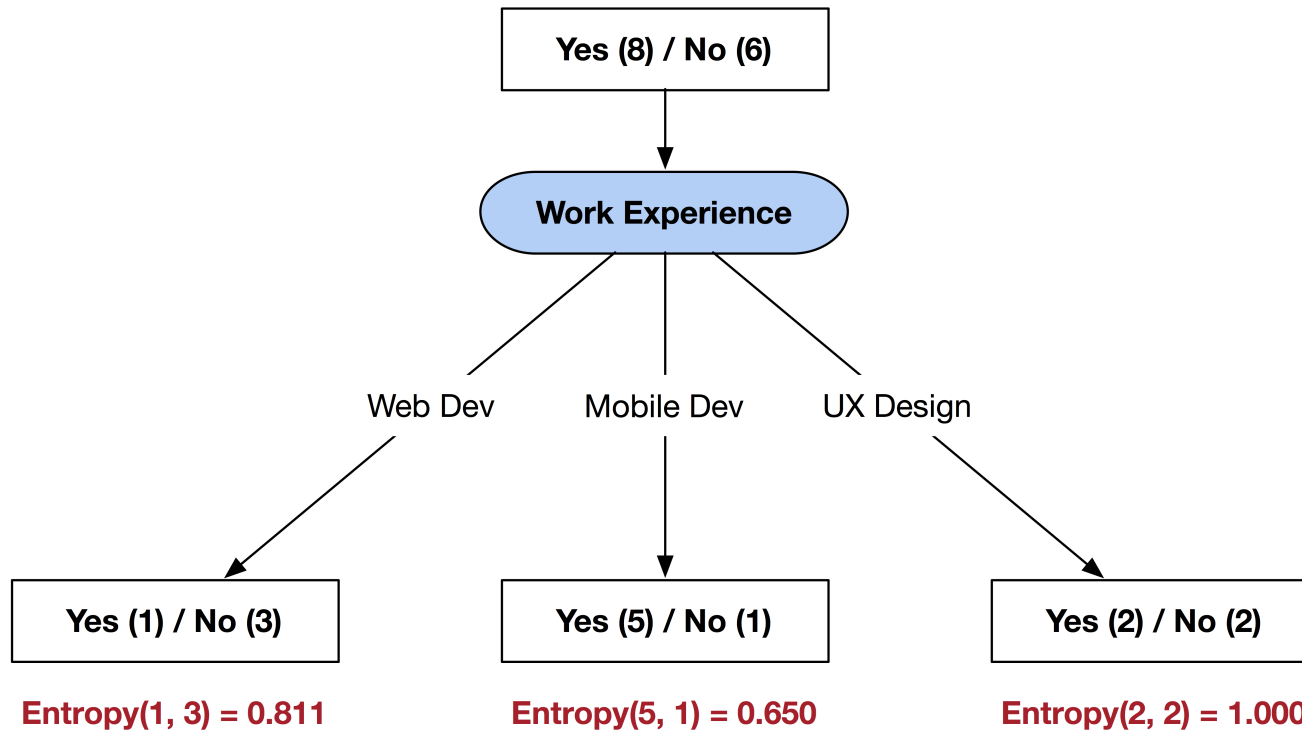 Yes (8) / No (6)
Work Experience
Web Dev
Mobile Dev
UX Design
Yes (1) / No (3)
Yes (5) / No (1)
Yes (2) / No (2)
Entropy(1, 3) = 0.811
Entropy(5, 1) = 0.650
Entropy(2, 2) = 1.000